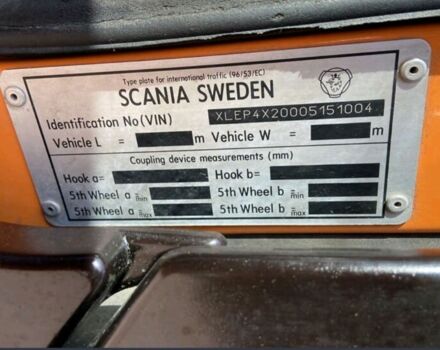 Type plate for international traffic (96/53/EC)
SCANIA SWEDEN
Identification No (VIN) XLEP4X20005151004
Vehicle L = m Vehicle W = m
Coupling device measurements (mm)
Hook a= Hook b=
5th Wheel a min = 5th Wheel b min =
5th Wheel a max = 5th Wheel b max =